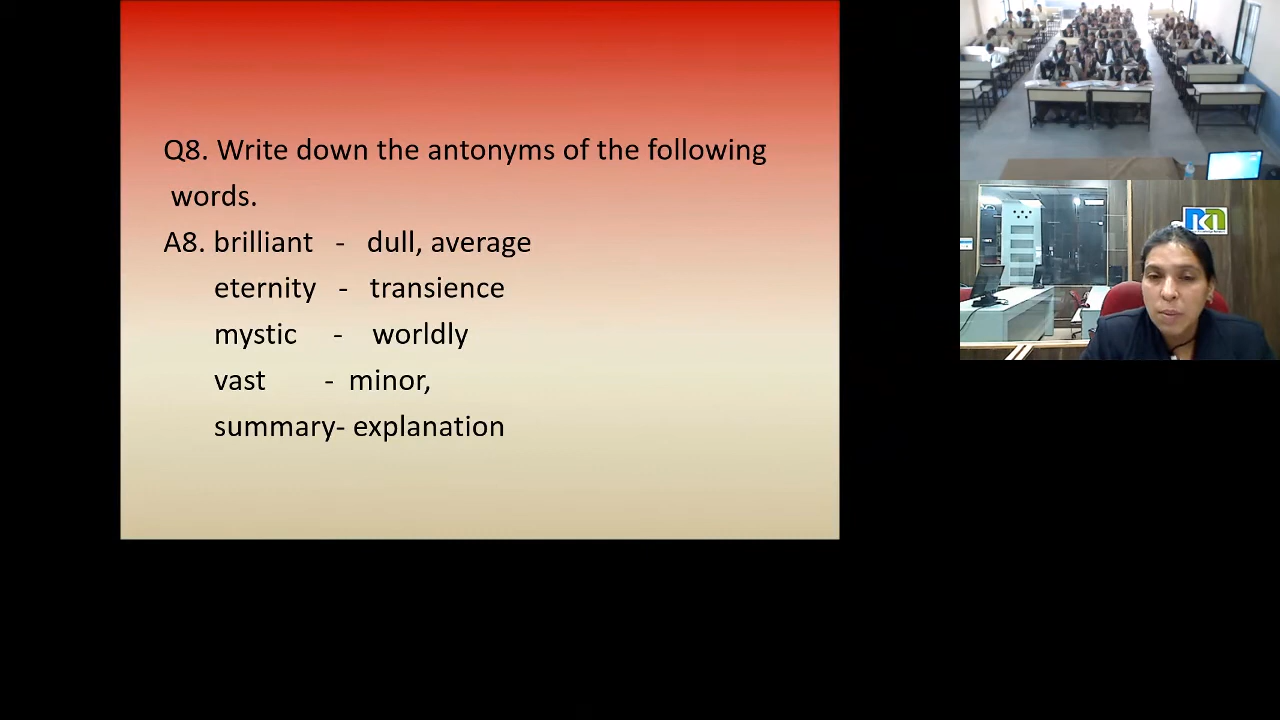 Q8. Write down the antonyms of the following
words.
A8. brilliant - dull, average
eternity - transience
mystic - worldly
vast - minor,
summary- explanation